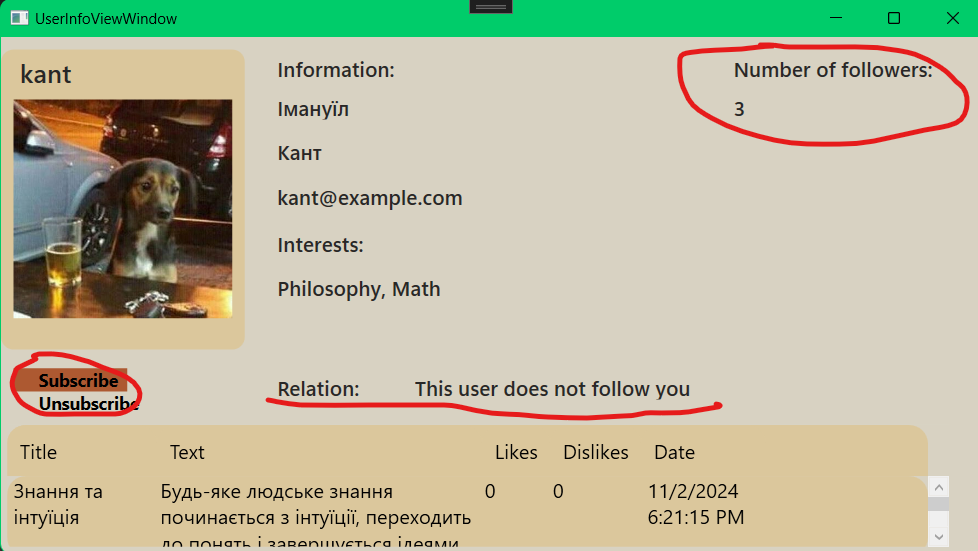 UserInfoViewWindow
kant
Information:
Number of followers:
Імануїл
3
Кант
kant@example.com
Interests:
Philosophy, Math
Subscribe
Unsubscribe
Relation: This user does not follow you
Title Text Likes Dislikes Date
Знання та Будь-яке людське знання 0 0 11/2/2024
інтуїція починається з інтуїції, переходить 6:21:15 PM
до понять і завершується ідеями